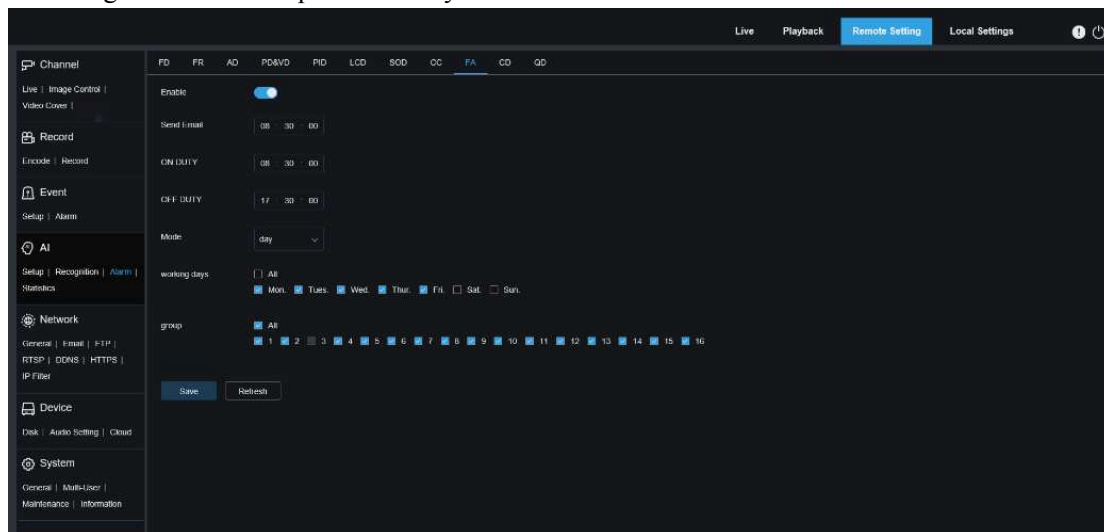 Live Playback Remote Setting Local Settings
Channel
Live | Image Control |
Video Cover |
Record
Encode | Record
Event
Setup | Alarm
AI
Setup | Recognition | Alarm |
Statistics
Network
General | Email | FTP |
RTSP | DDNS | HTTPS |
IP Filter
Device
Disk | Audio Setting | Cloud
System
General | Multi-User |
Maintenance | Information
FD FR AD PD&VD PID LCD SOD CC FA CD QD
Enable
Send Email 08 : 30 : 00
ON DUTY 08 : 30 : 00
OFF DUTY 17 : 30 : 00
Mode day
working days All
Mon. Tues. Wed. Thur. Fri. Sat. Sun.
group All
1 2 3 4 5 6 7 8 9 10 11 12 13 14 15 16
Save Refresh